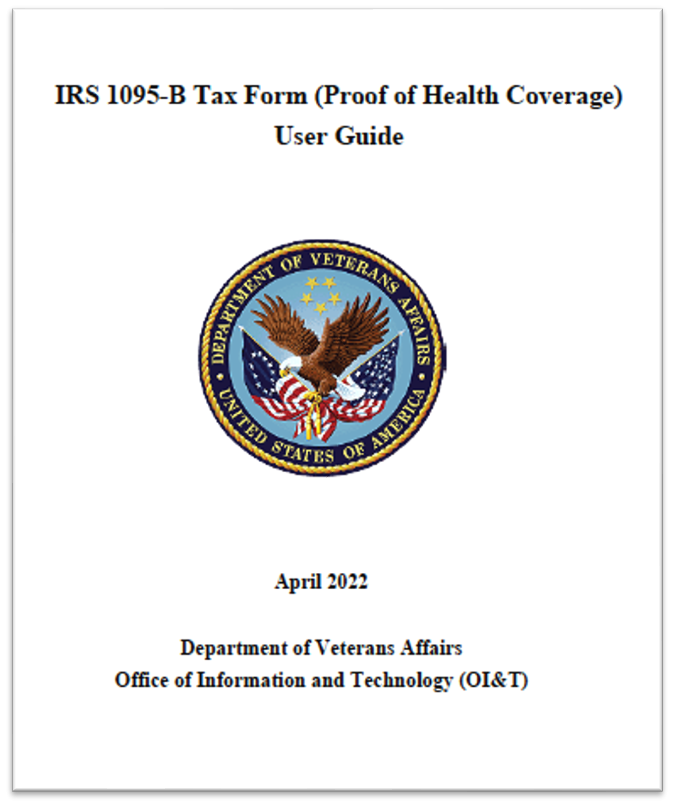 IRS 1095-B Tax Form (Proof of Health Coverage)
User Guide
DEPARTMENT OF VETERANS AFFAIRS
UNITED STATES OF AMERICA
April 2022
Department of Veterans Affairs
Office of Information and Technology (OI&T)